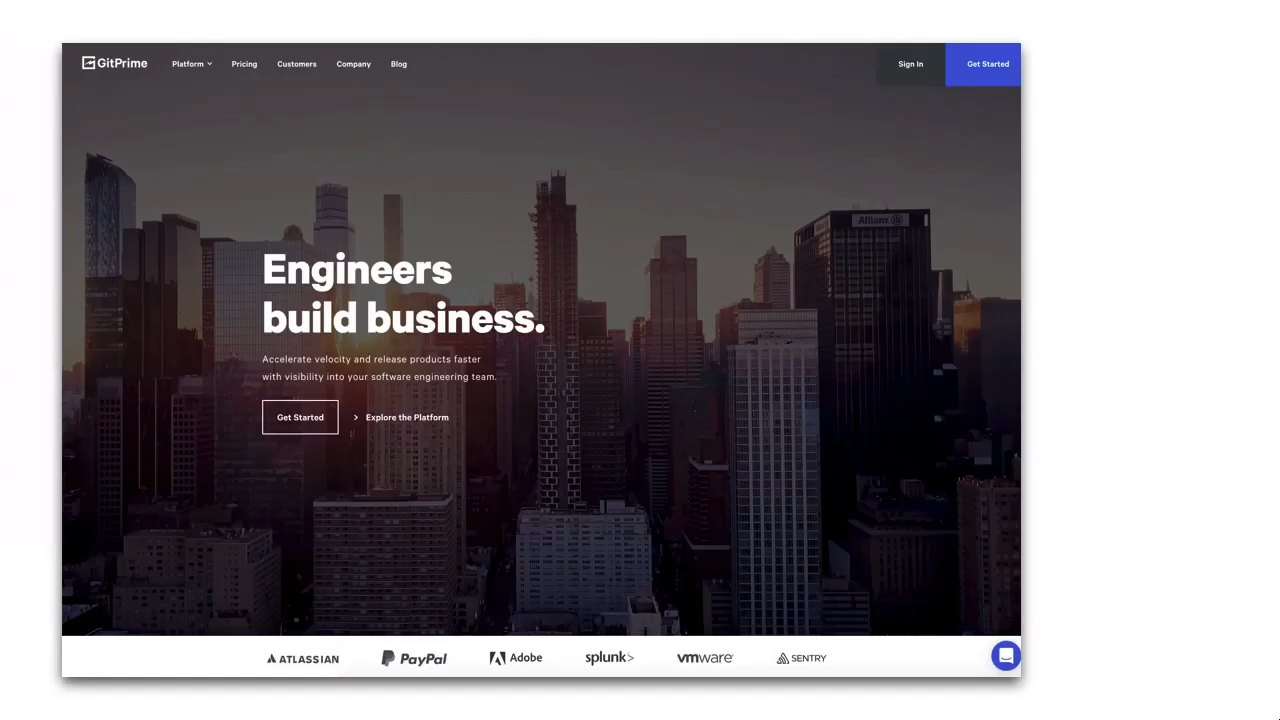 GitPrime
Platform
Pricing
Customers
Company
Blog
Sign In
Get Started
Allianz
Engineers
build business.
Accelerate velocity and release products faster
with visibility into your software engineering team.
Get Started
> Explore the Platform
ATLASSIAN
PayPal
Adobe
splunk>
vmware
SENTRY